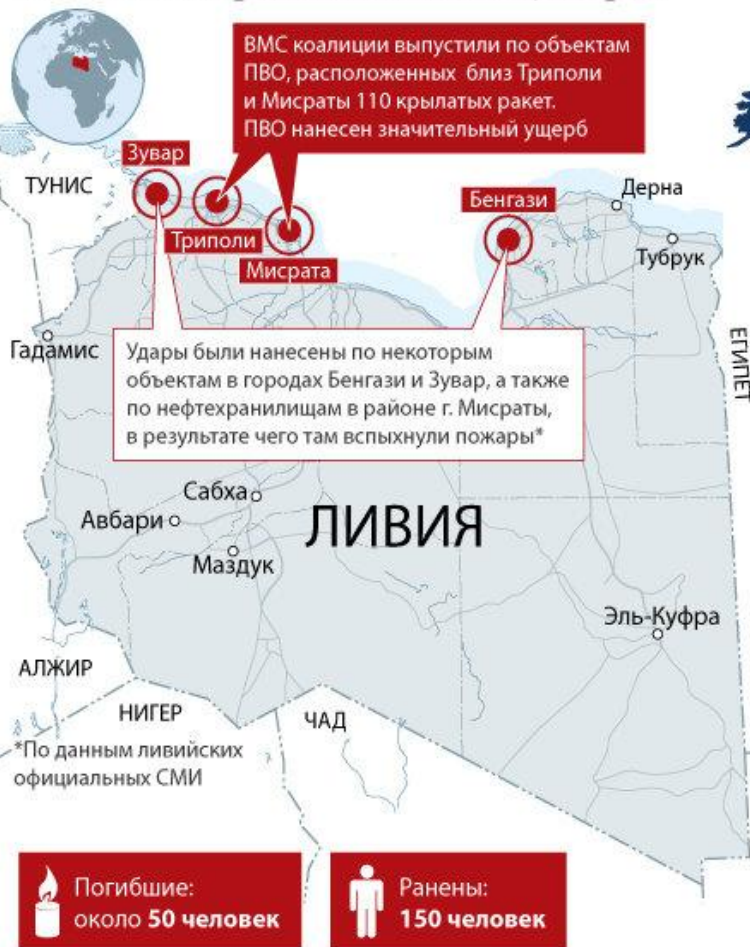 ВМС коалиции выпустили по объектам
ПВО, расположенных близ Триполи
и Мисраты 110 крылатых ракет.
ПВО нанесен значительный ущерб
Зувар
ТУНИС
Триполи
Мисрата
Бенгази
Дерна
Тубрук
Гадамис
ЕГИПЕТ
Удары были нанесены по некоторым
объектам в городах Бенгази и Зувар, а также
по нефтехранилищам в районе г. Мисраты,
в результате чего там вспыхнули пожары*
Сабха
Авбари
Маздук
ЛИВИЯ
Эль-Куфра
АЛЖИР
НИГЕР
ЧАД
*По данным ливийских
официальных СМИ
Погибшие:
около 50 человек
Ранены:
150 человек